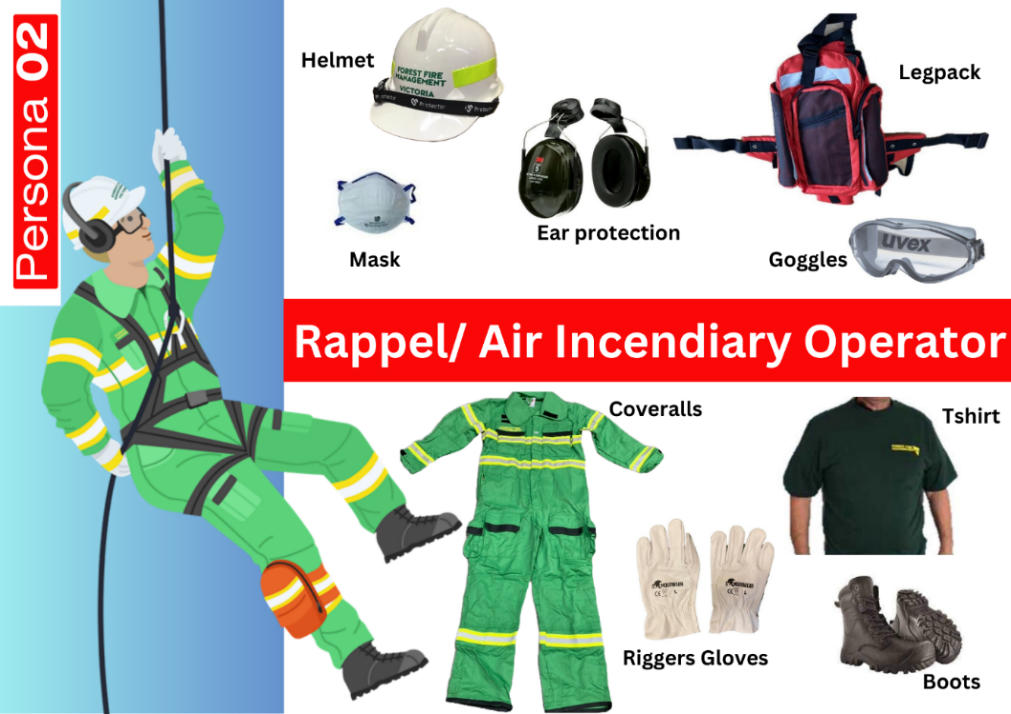 Persona 02
Helmet
FOREST FIRE
MANAGEMENT
VICTORIA
Protector
Legpack
Mask
Ear protection
Goggles
uvex
Rappel/ Air Incendiary Operator
Coveralls
Tshirt
Riggers Gloves
Boots